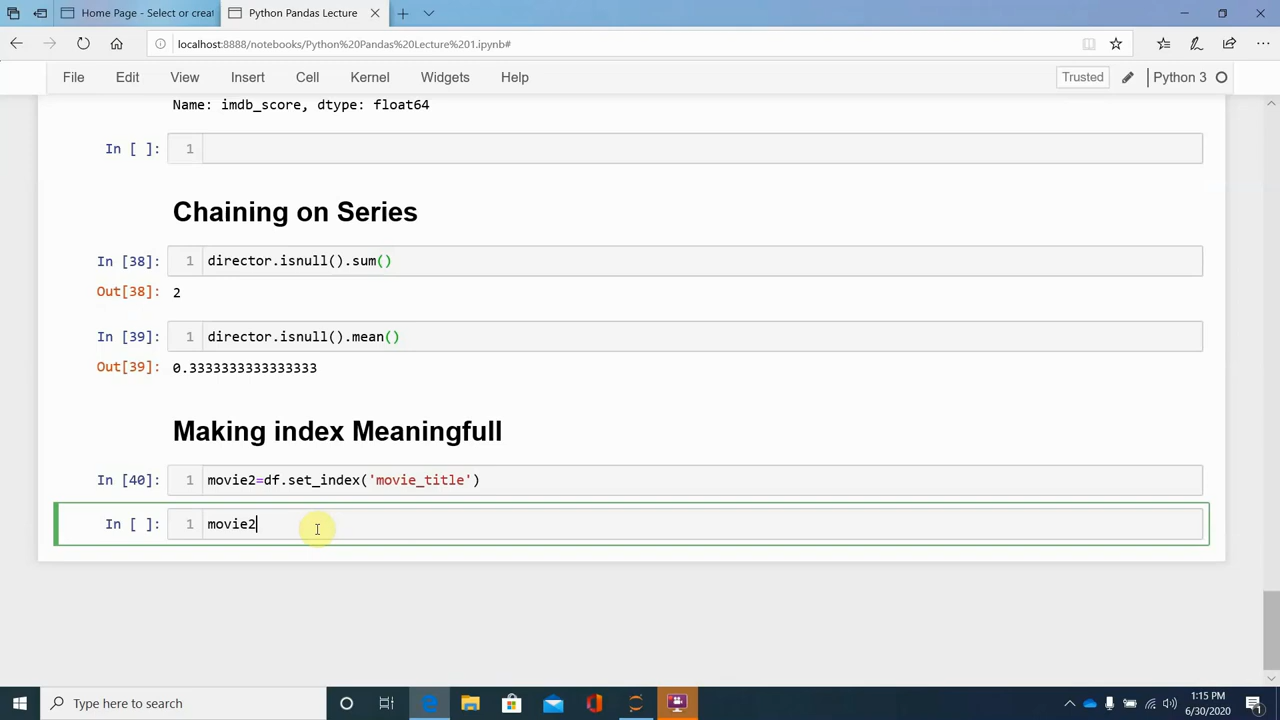 Home Page - Select or creat
Python Pandas Lecture
localhost:8888/notebooks/Python%20Pandas%20Lecture%201.ipynb#
File Edit View Insert Cell Kernel Widgets Help Trusted Python 3
Name: imdb_score, dtype: float64
In [ ]: 1
Chaining on Series
In [38]: 1 director.isnull().sum()
Out[38]: 2
In [39]: 1 director.isnull().mean()
Out[39]: 0.3333333333333333
Making index Meaningfull
In [40]: 1 movie2=df.set_index('movie_title')
In [ ]: 1 movie2
Type here to search
1:15 PM
6/30/2020